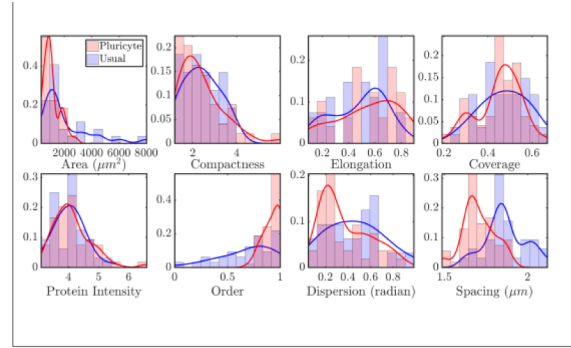 Pluricyte
Usual
0.4
0.2
0
2000 4000 6000 8000
Area (μm²)
0.2
0.15
0.1
0.05
0
2 4
Compactness
0.2
0.1
0
0.2 0.4 0.6 0.8
Elongation
0.2
0.15
0.1
0.05
0
0.2 0.4 0.6
Coverage
0.3
0.2
0.1
0
4 5 6
Protein Intensity
0.4
0.2
0
0 0.5 1
Order
0.2
0.1
0
0.2 0.4 0.6 0.8
Dispersion (radian)
0.3
0.2
0.1
0
1.5 2
Spacing (μm)